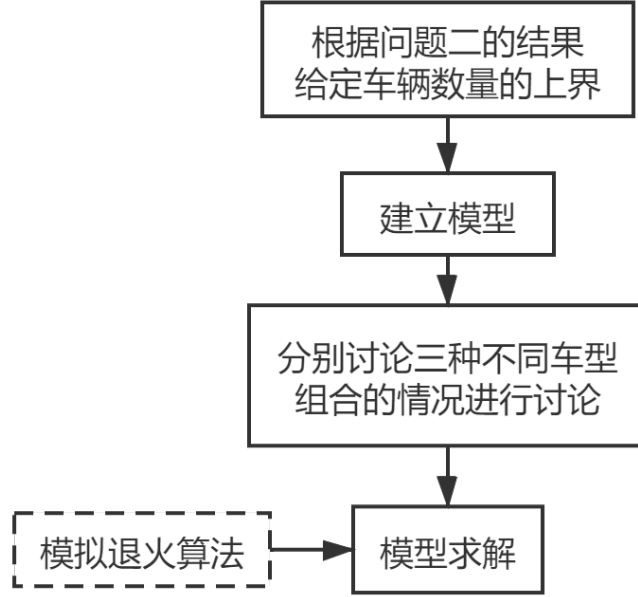 根据问题二的结果
给定车辆数量的上界
建立模型
分别讨论三种不同车型
组合的情况进行讨论
模拟退火算法
模型求解